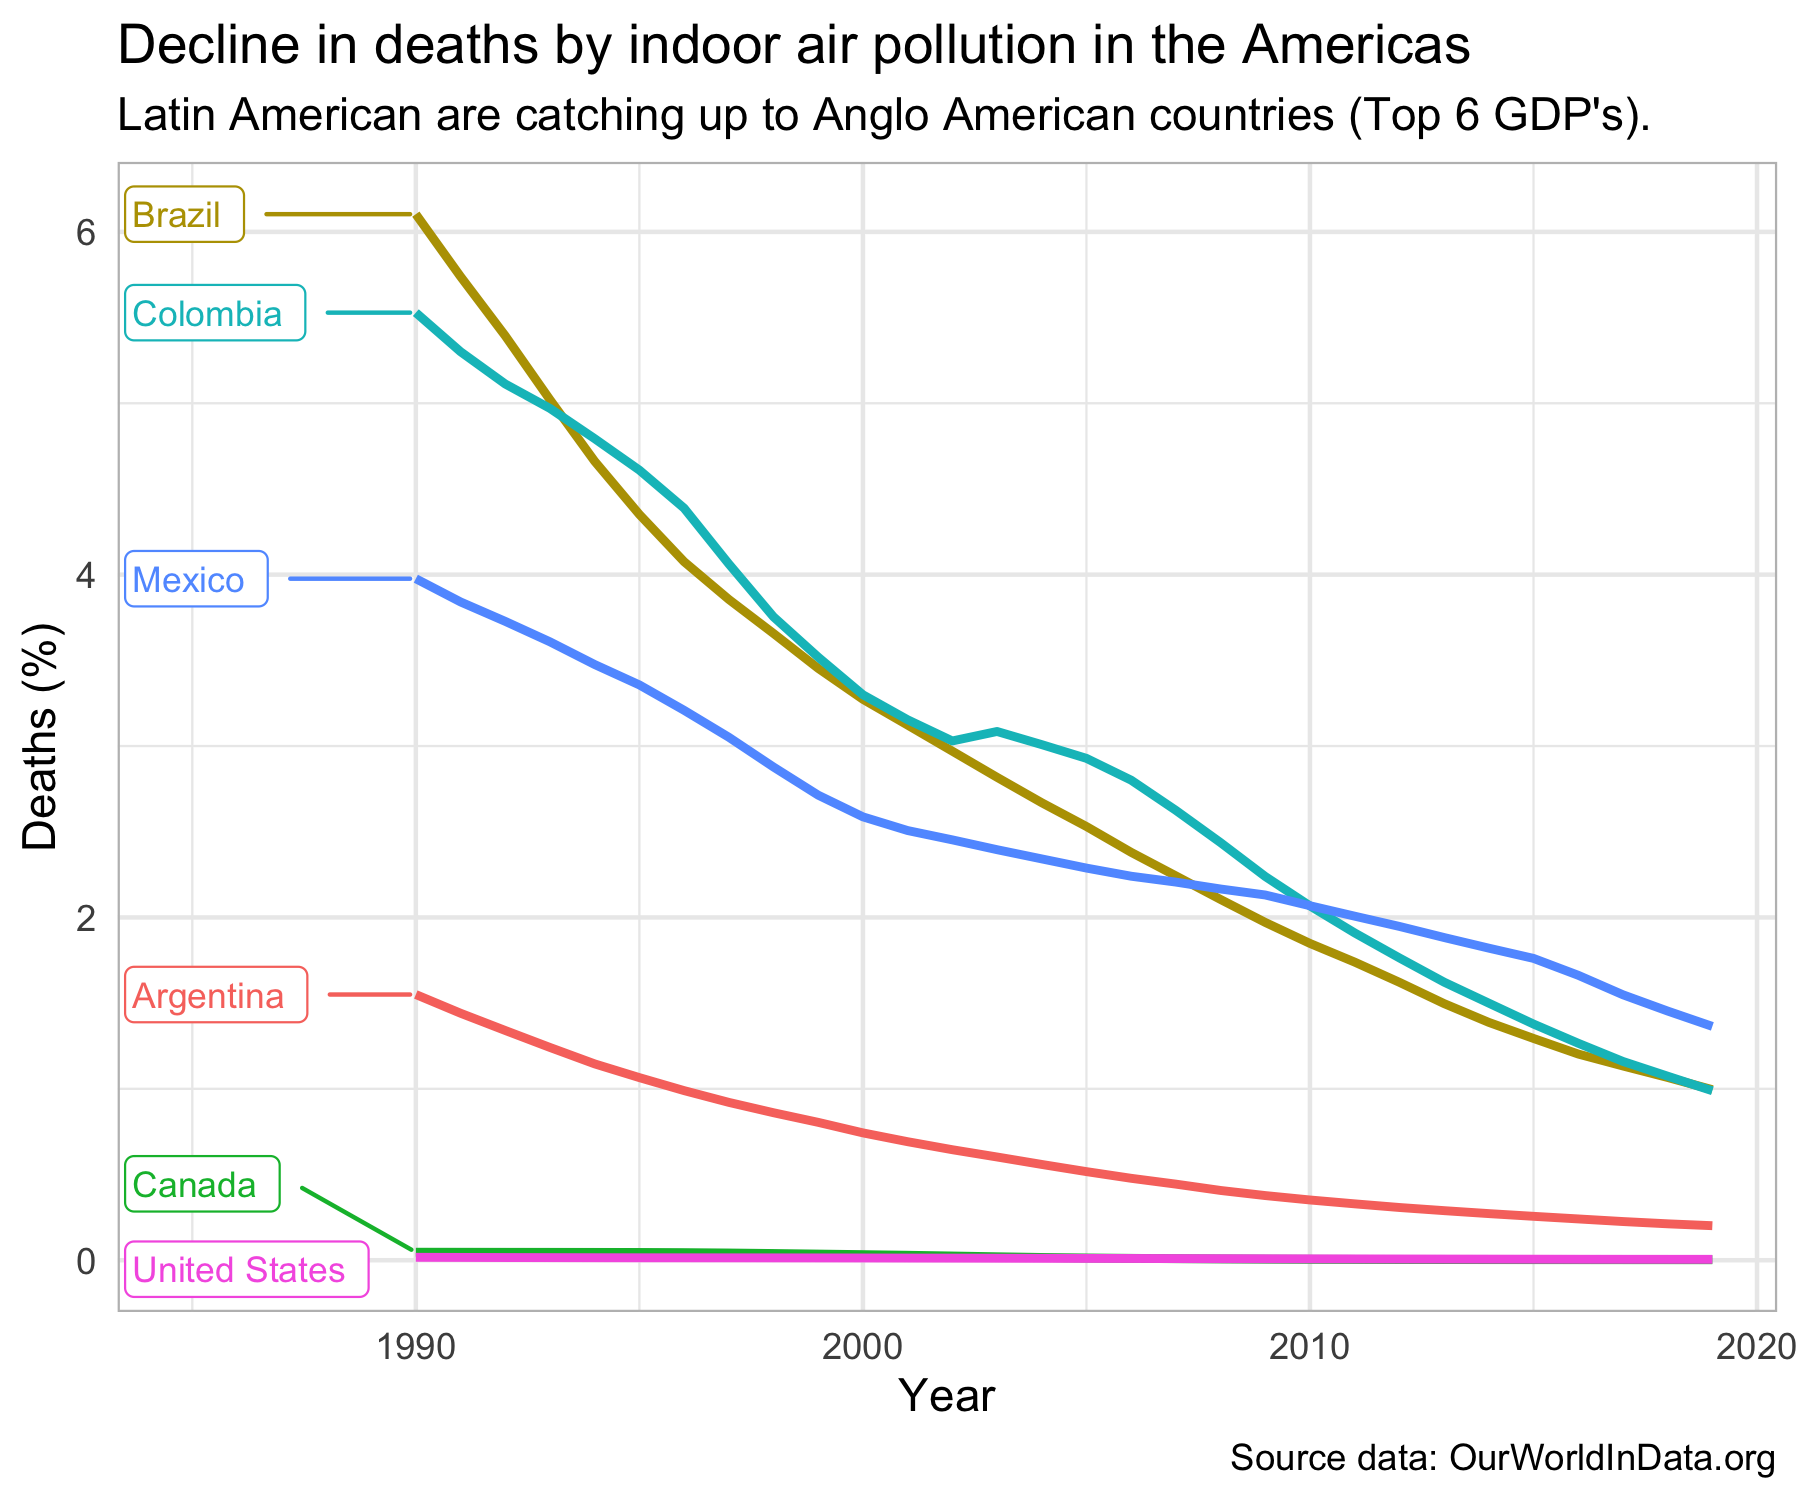 Decline in deaths by indoor air pollution in the Americas
Latin American are catching up to Anglo American countries (Top 6 GDP's).
Brazil
6
Colombia
Mexico
4
Deaths (%)
2
Argentina
Canada
United States
0
1990
2000
2010
2020
Year
Source data: OurWorldInData.org